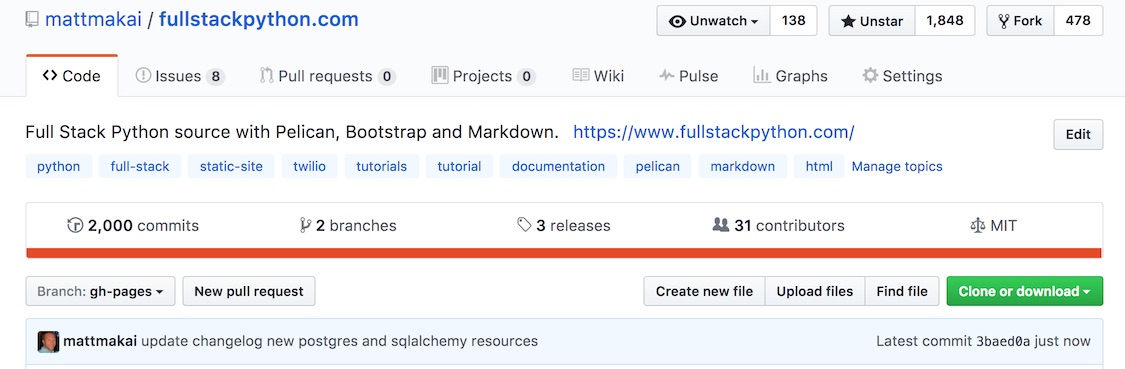 mattmakai / fullstackpython.com Unwatch 138 Unstar 1,848 Fork 478
Code Issues 8 Pull requests 0 Projects 0 Wiki Pulse Graphs Settings
Full Stack Python source with Pelican, Bootstrap and Markdown. https://www.fullstackpython.com/ Edit
python full-stack static-site twilio tutorials tutorial documentation pelican markdown html Manage topics
2,000 commits 2 branches 3 releases 31 contributors MIT
Branch: gh-pages New pull request Create new file Upload files Find file Clone or download
mattmakai update changelog new postgres and sqlalchemy resources Latest commit 3baed0a just now